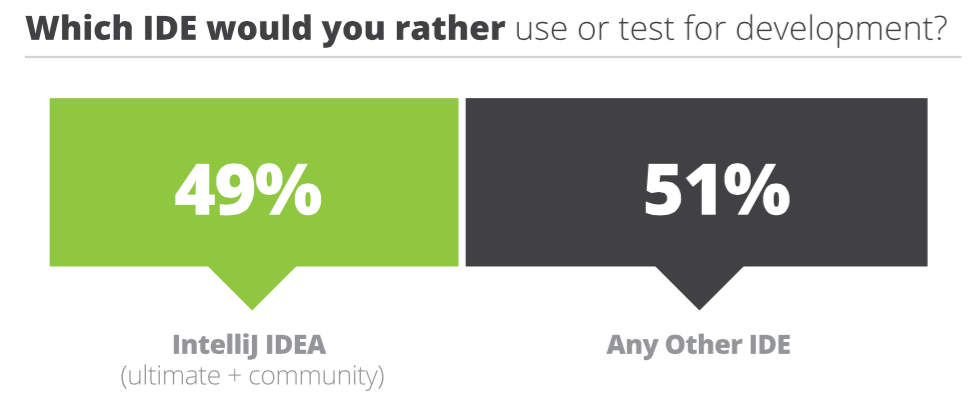 Which IDE would you rather use or test for development?
49%
51%
IntelliJ IDEA
(ultimate + community)
Any Other IDE